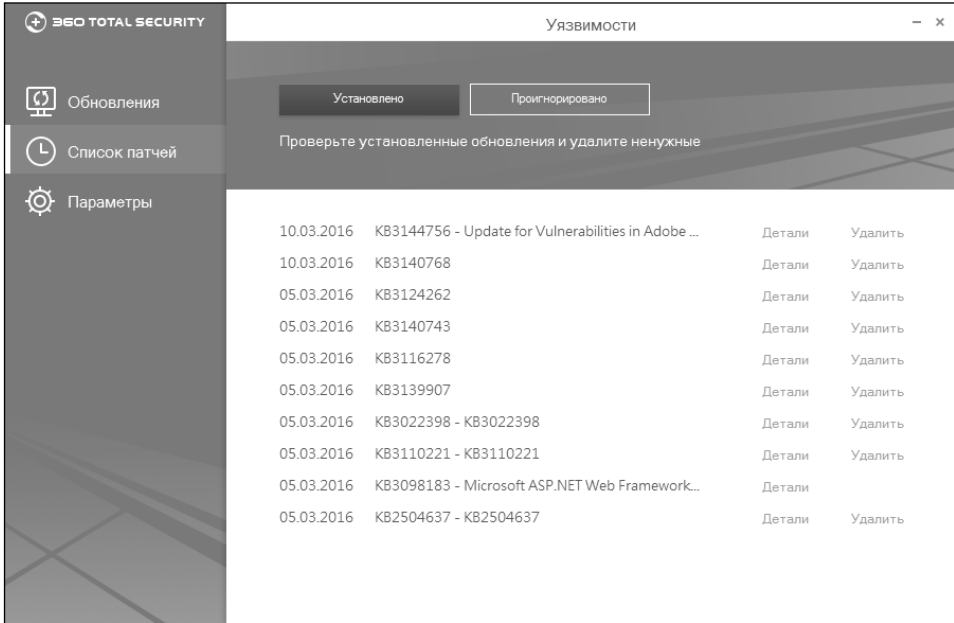 360 TOTAL SECURITY
Уязвимости
Обновления
Список патчей
Параметры
Установлено
Проигнорировано
Проверьте установленные обновления и удалите ненужные
10.03.2016 KB3144756 - Update for Vulnerabilities in Adobe ... Детали Удалить
10.03.2016 KB3140768 Детали Удалить
05.03.2016 KB3124262 Детали Удалить
05.03.2016 KB3140743 Детали Удалить
05.03.2016 KB3116278 Детали Удалить
05.03.2016 KB3139907 Детали Удалить
05.03.2016 KB3022398 - KB3022398 Детали Удалить
05.03.2016 KB3110221 - KB3110221 Детали Удалить
05.03.2016 KB3098183 - Microsoft ASP.NET Web Framework... Детали
05.03.2016 KB2504637 - KB2504637 Детали Удалить